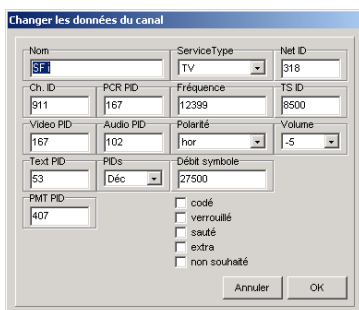 Changer les données du canal
Nom ServiceType Net ID
SF i TV 318
Ch. ID PCR PID Fréquence TS ID
911 167 12399 8500
Video PID Audio PID Polarité Volume
167 102 hor -5
Text PID PIDs Débit symbole
53 Déc 27500
PMT PID
407
codé
verrouillé
sauté
extra
non souhaité
Annuler OK